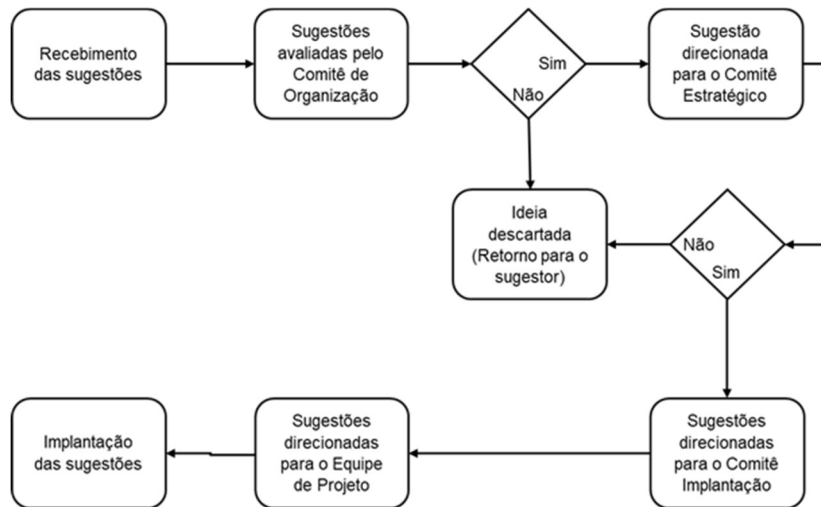 Recebimento
das sugestões
Sugestões
avaliadas pelo
Comitê de
Organização
Sim
Não
Sugestão
direcionada
para o Comitê
Estratégico
Ideia
descartada
(Retorno para o
sugestor)
Não
Sim
Implantação
das sugestões
Sugestões
direcionadas
para o Equipe
de Projeto
Sugestões
direcionadas
para o Comitê
Implantação